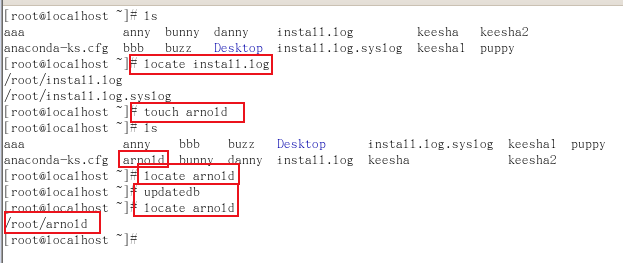 [root@localhost ~]# ls
aaa anny bunny danny install.log keesha keesha2
anaconda-ks.cfg bbb buzz Desktop install.log.syslog keeshal puppy
[root@localhost ~]# locate install.log
/root/install.log
/root/install.log.syslog
[root@localhost ~]# touch arnold
[root@localhost ~]# ls
aaa anny bbb buzz Desktop install.log.syslog keeshal puppy
anaconda-ks.cfg arnold bunny danny install.log keesha keesha2
[root@localhost ~]# locate arnold
[root@localhost ~]# updatedb
[root@localhost ~]# locate arnold
/root/arnold
[root@localhost ~]#